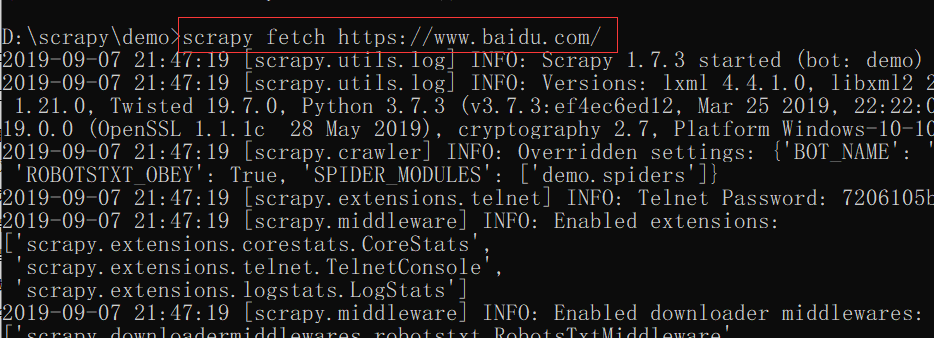 D:\scrapy\demo>scrapy fetch https://www.baidu.com/
2019-09-07 21:47:19 [scrapy.utils.log] INFO: Scrapy 1.7.3 started (bot: demo)
2019-09-07 21:47:19 [scrapy.utils.log] INFO: Versions: lxml 4.4.1.0, libxml2 2
1.21.0, Twisted 19.7.0, Python 3.7.3 (v3.7.3:ef4ec6ed12, Mar 25 2019, 22:22:0
19.0.0 (OpenSSL 1.1.1c  28 May 2019), cryptography 2.7, Platform Windows-10-10
2019-09-07 21:47:19 [scrapy.crawler] INFO: Overridden settings: {'BOT_NAME': '
'ROBOTSTXT_OBEY': True, 'SPIDER_MODULES': ['demo.spiders']}
2019-09-07 21:47:19 [scrapy.extensions.telnet] INFO: Telnet Password: 7206105b
2019-09-07 21:47:19 [scrapy.middleware] INFO: Enabled extensions:
['scrapy.extensions.corestats.CoreStats',
 'scrapy.extensions.telnet.TelnetConsole',
 'scrapy.extensions.logstats.LogStats']
2019-09-07 21:47:19 [scrapy.middleware] INFO: Enabled downloader middlewares:
['scrapy.downloadermiddlewares.robotstxt.RobotsTxtMiddleware'